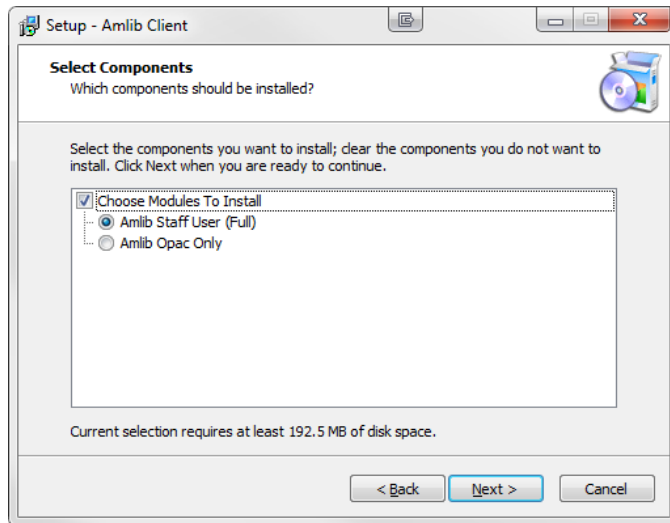 Setup - Amlib Client
Select Components
Which components should be installed?
Select the components you want to install; clear the components you do not want to
install. Click Next when you are ready to continue.
Choose Modules To Install
Amlib Staff User (Full)
Amlib Opac Only
Current selection requires at least 192.5 MB of disk space.
< Back
Next >
Cancel